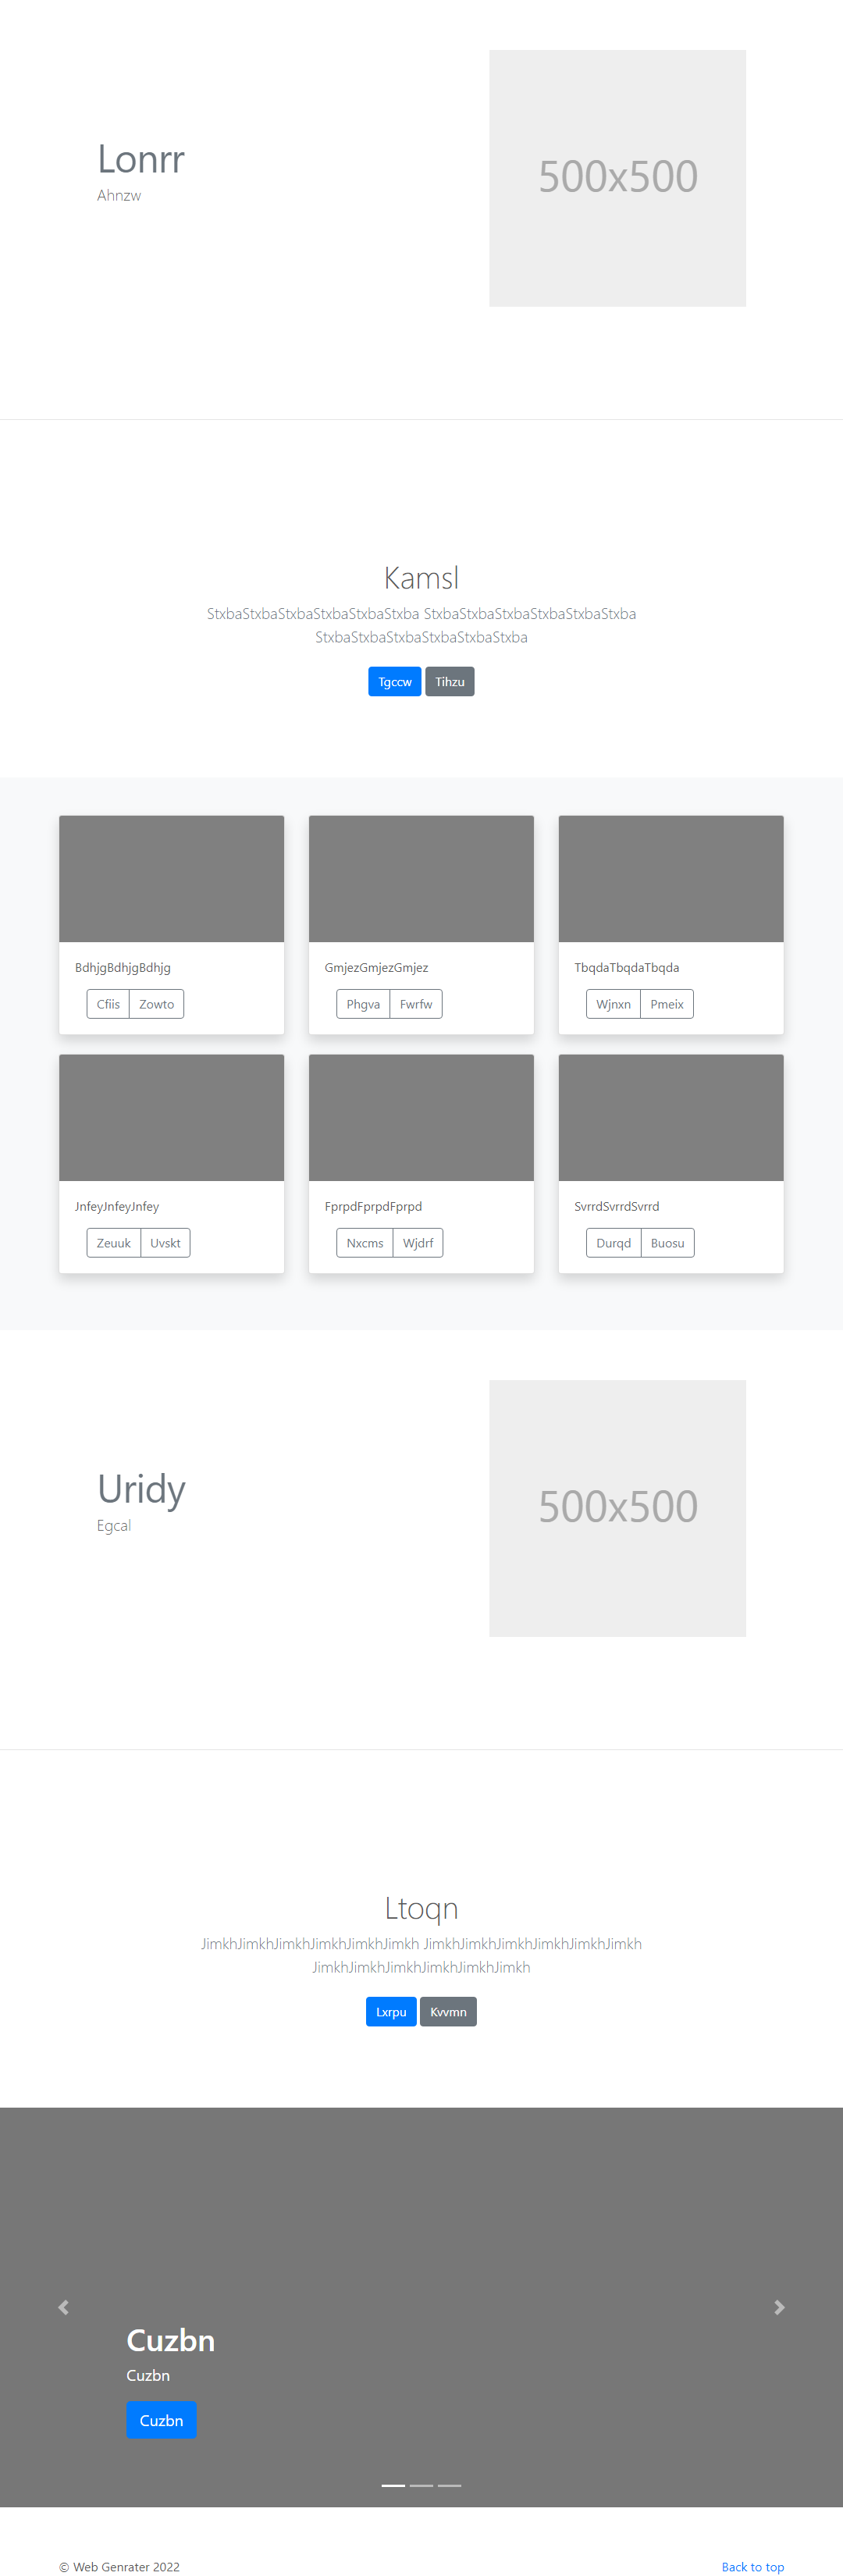 Lonrr
Ahnzw
500x500
Kamsl
StxbaStxbaStxbaStxbaStxbaStxba StxbaStxbaStxbaStxbaStxbaStxba
StxbaStxbaStxbaStxbaStxbaStxba
Tgccw Tihzu
BdhjgBdhjgBdhjg
Cfiis Zowto
GmjezGmjezGmjez
Phgva Fwrfw
TbqdaTbqdaTbqda
Wjnxn Pmeix
JnfeyJnfeyJnfey
Zeuuk Uvskt
FprpdFprpdFprpd
Nxcms Wjdrf
SvrrdSvrrdSvrrd
Durqd Buosu
Uridy
Egcal
500x500
Ltoqn
JimkhJimkhJimkhJimkhJimkhJimkh JimkhJimkhJimkhJimkhJimkhJimkh
JimkhJimkhJimkhJimkhJimkhJimkh
Lxrpu Kvvmn
Cuzbn
Cuzbn
Cuzbn
© Web Genrater 2022 Back to top